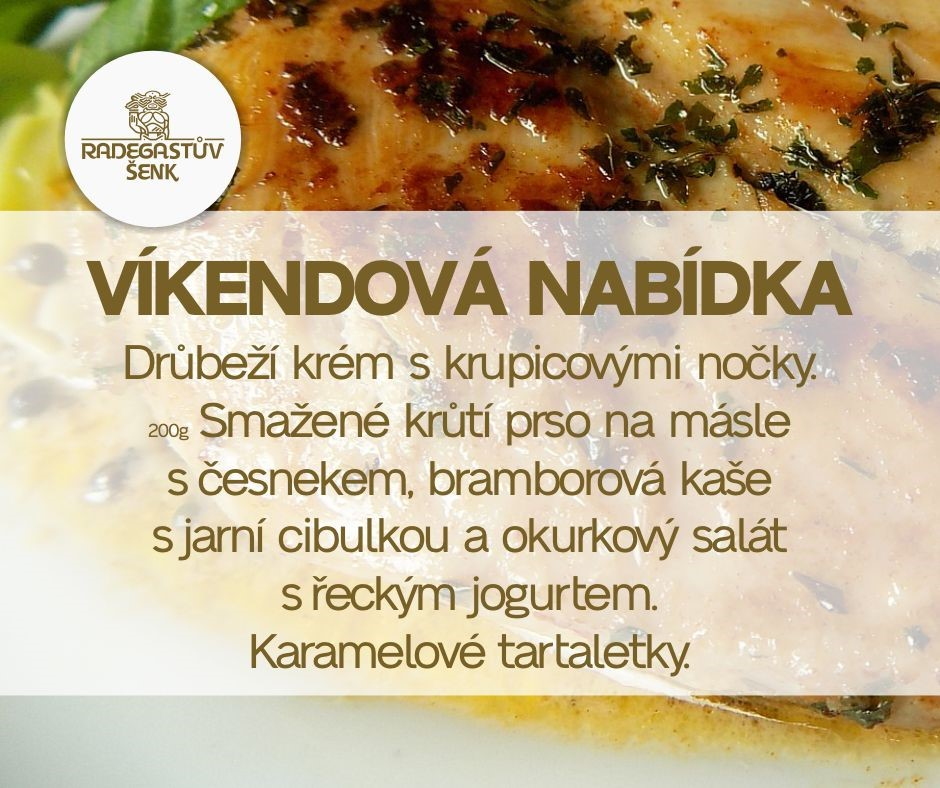 RADEGASTŮV
ŠENK
VÍKENDOVÁ NABÍDKA
Drůbeží krém s krupicovými nočky.
200g Smažené krůtí prso na másle
s česnekem, bramborová kaše
s jarní cibulkou a okurkový salát
s řeckým jogurtem.
Karamelové tartaletky.